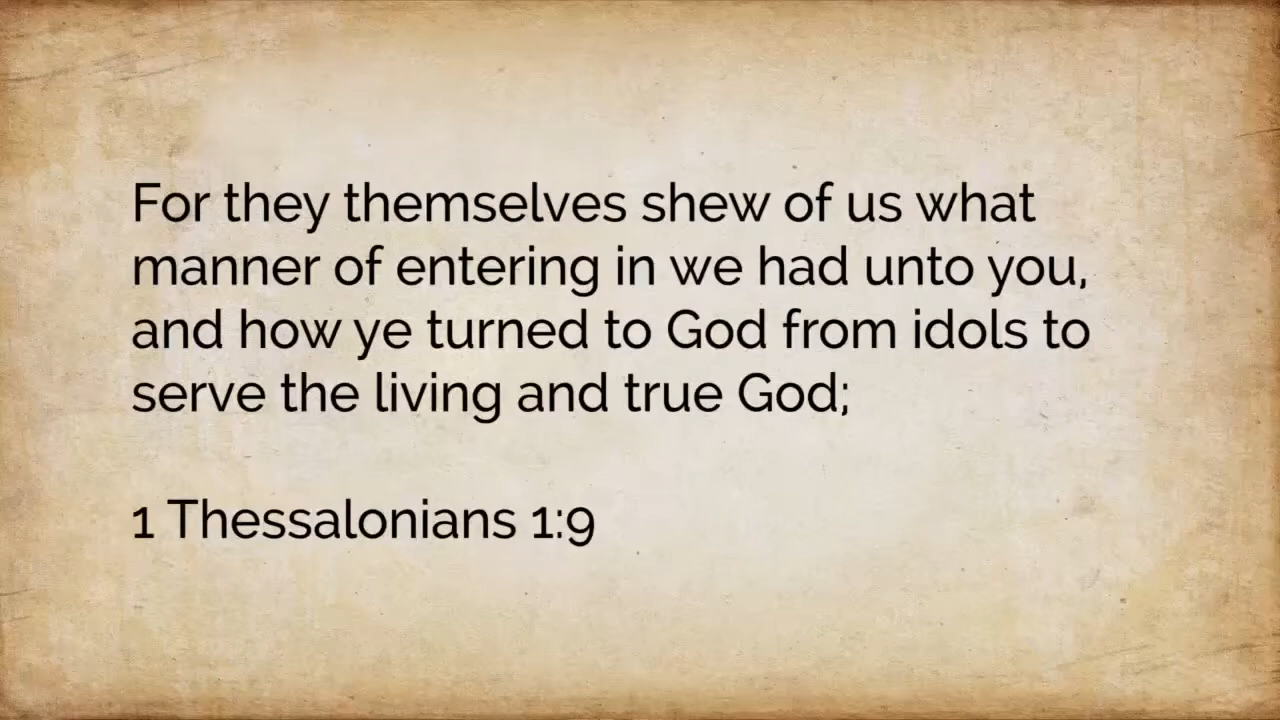 For they themselves shew of us what
manner of entering in we had unto you,
and how ye turned to God from idols to
serve the living and true God;
1 Thessalonians 1:9